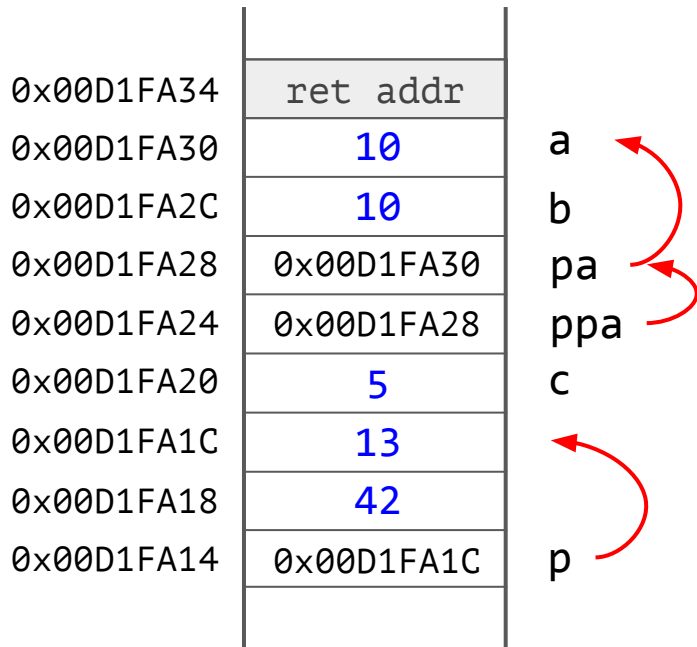 0x00D1FA34 ret addr
0x00D1FA30 10 a
0x00D1FA2C 10 b
0x00D1FA28 0x00D1FA30 pa
0x00D1FA24 0x00D1FA28 ppa
0x00D1FA20 5 c
0x00D1FA1C 13
0x00D1FA18 42
0x00D1FA14 0x00D1FA1C p